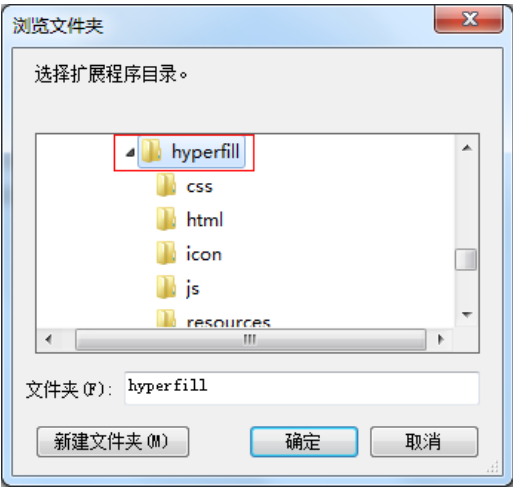 浏览文件夹
选择扩展程序目录。
hyperfill
css
html
icon
js
resources
文件夹(F): hyperfill
新建文件夹(M) 确定 取消